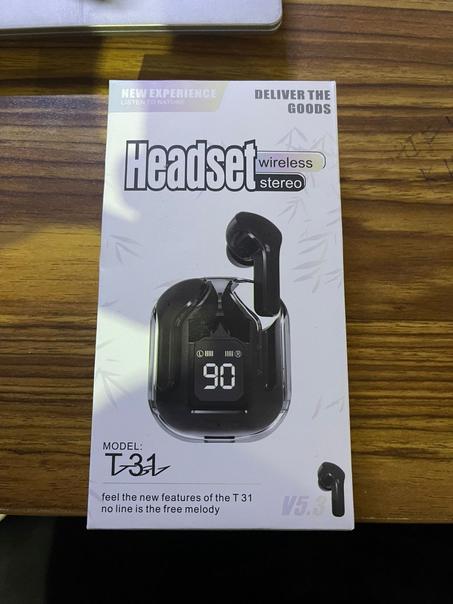 NEW EXPERIENCE
LISTEN TO NATURE
DELIVER THE
GOODS
Headset
wireless
stereo
L R
90
MODEL:
T31
feel the new features of the T 31
no line is the free melody
V5.3